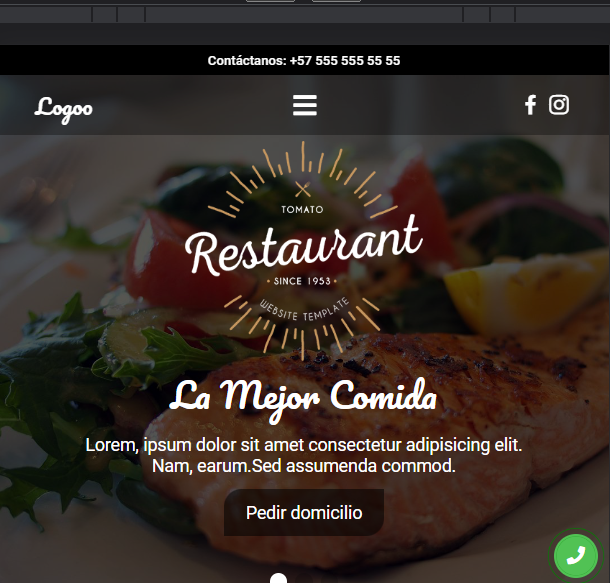 Contáctanos: +57 555 555 55 55
Logoo
TOMATO
Restaurant
• SINCE 1953 •
WEBSITE TEMPLATE
La Mejor Comida
Lorem, ipsum dolor sit amet consectetur adipisicing elit.
Nam, earum.Sed assumenda commod.
Pedir domicilio